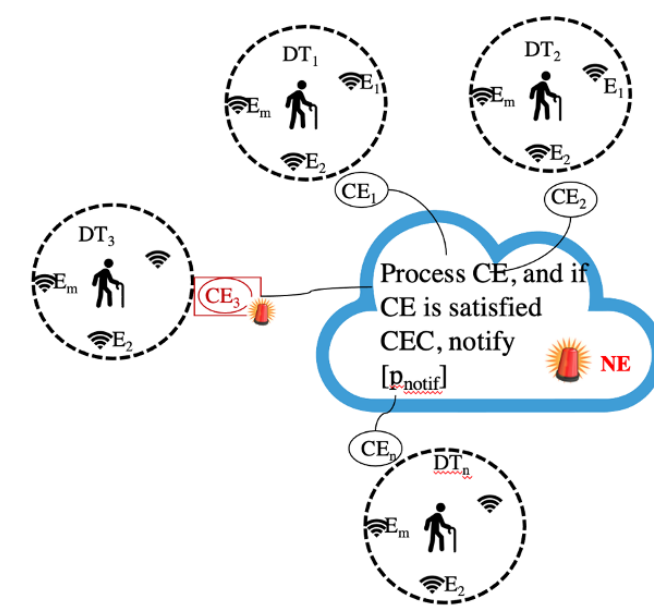 DT₁
E₁
Eₘ
E₂
CE₁
DT₂
Eₘ
E₁
E₂
CE₂
DT₃
Eₘ
E₂
CE₃
Process CE, and if
CE is satisfied
CEC, notify
[p_notif]
NE
CEₙ
DTₙ
Eₘ
E₂